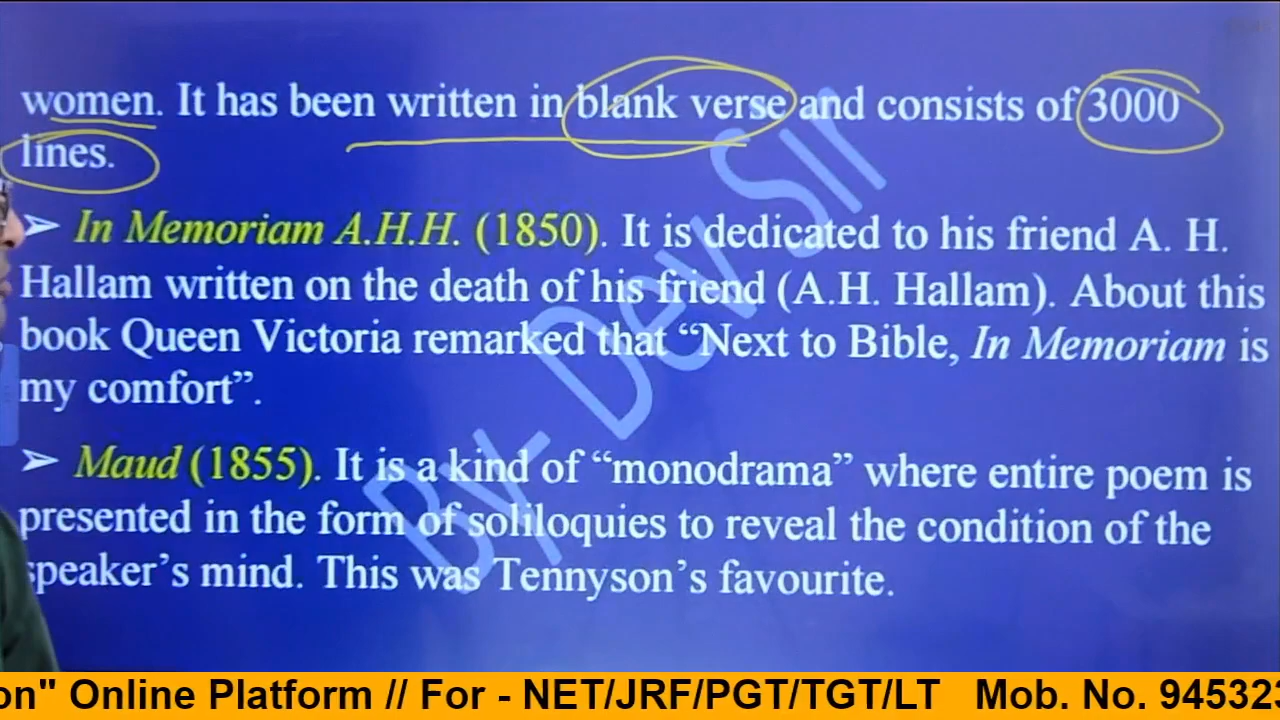 women. It has been written in blank verse and consists of 3000
lines.
➢ In Memoriam A.H.H. (1850). It is dedicated to his friend A. H.
Hallam written on the death of his friend (A.H. Hallam). About this
book Queen Victoria remarked that “Next to Bible, In Memoriam is
my comfort”.
➢ Maud (1855). It is a kind of “monodrama” where entire poem is
presented in the form of soliloquies to reveal the condition of the
speaker’s mind. This was Tennyson’s favourite.
By- Dev Sir
on" Online Platform // For - NET/JRF/PGT/TGT/LT Mob. No. 945323